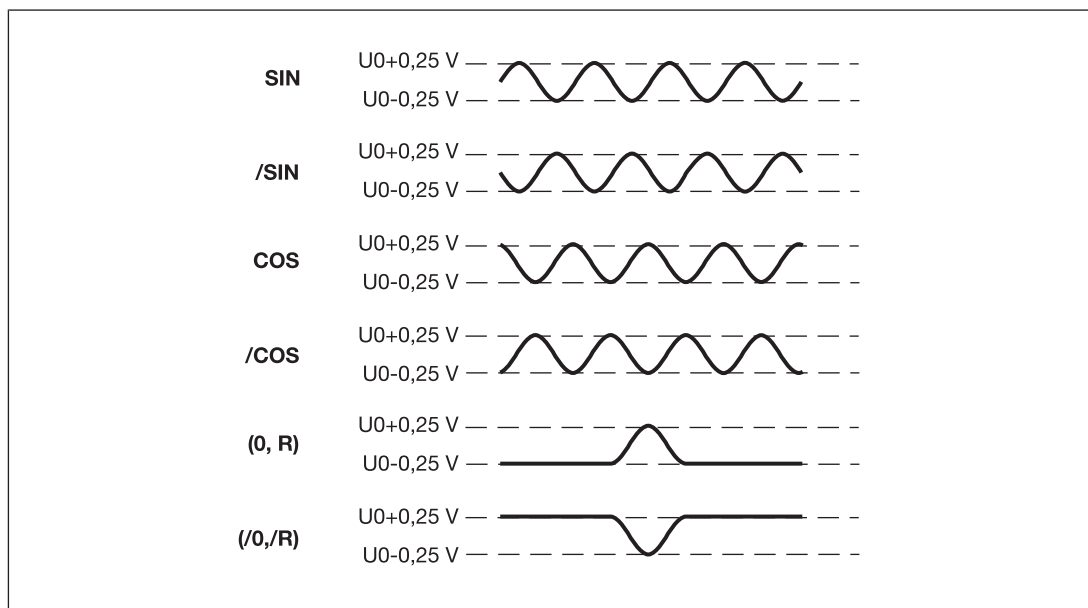 U0+0,25 V
SIN
U0-0,25 V
U0+0,25 V
/SIN
U0-0,25 V
U0+0,25 V
COS
U0-0,25 V
U0+0,25 V
/COS
U0-0,25 V
U0+0,25 V
(0, R)
U0-0,25 V
U0+0,25 V
(/0,/R)
U0-0,25 V